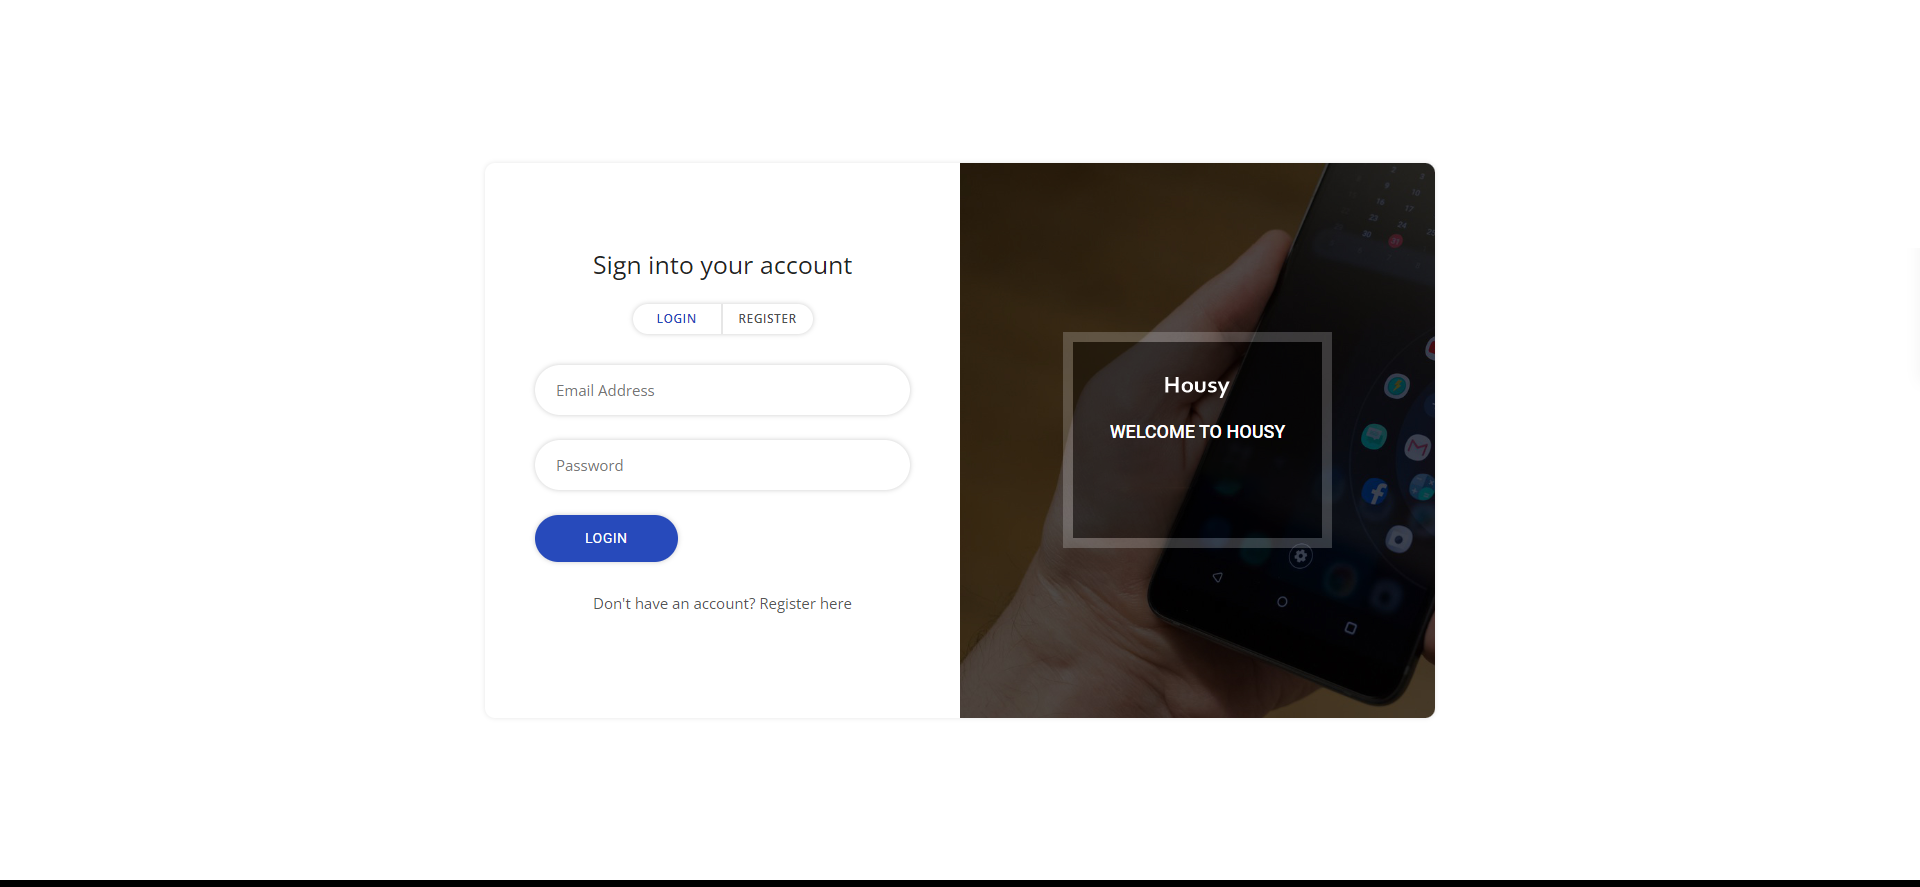 Sign into your account
LOGIN REGISTER
Email Address
Password
LOGIN
Don't have an account? Register here
Housy
WELCOME TO HOUSY